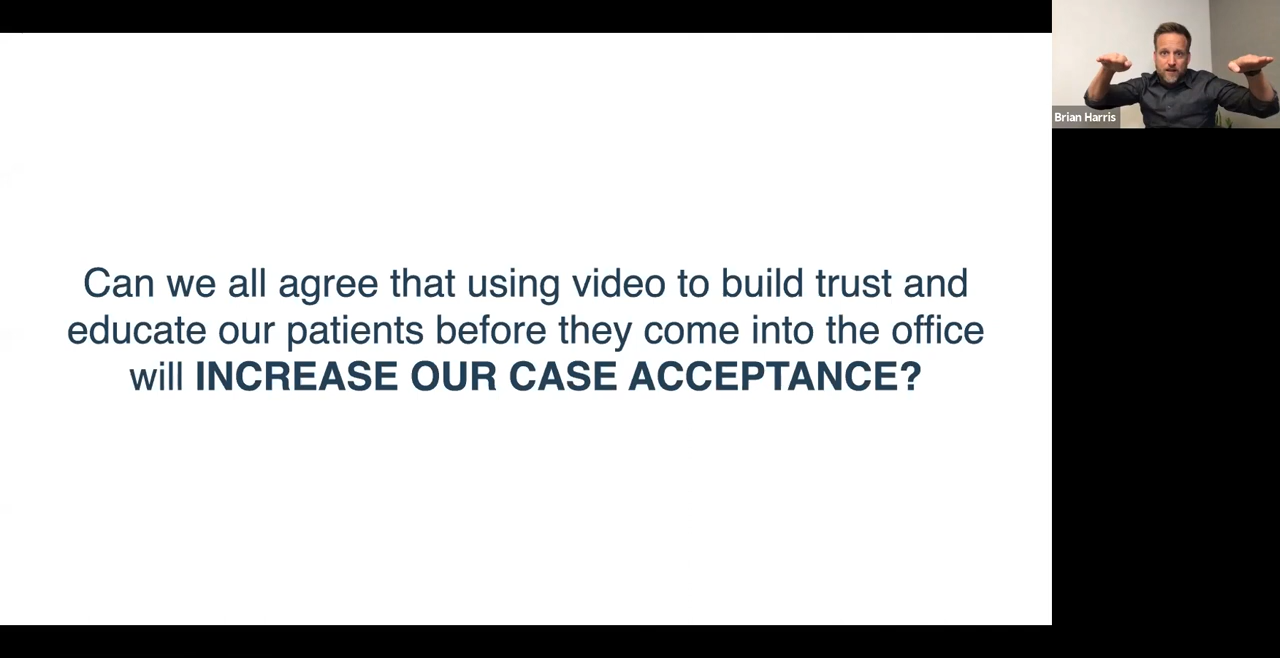 Can we all agree that using video to build trust and
educate our patients before they come into the office
will INCREASE OUR CASE ACCEPTANCE?
Brian Harris